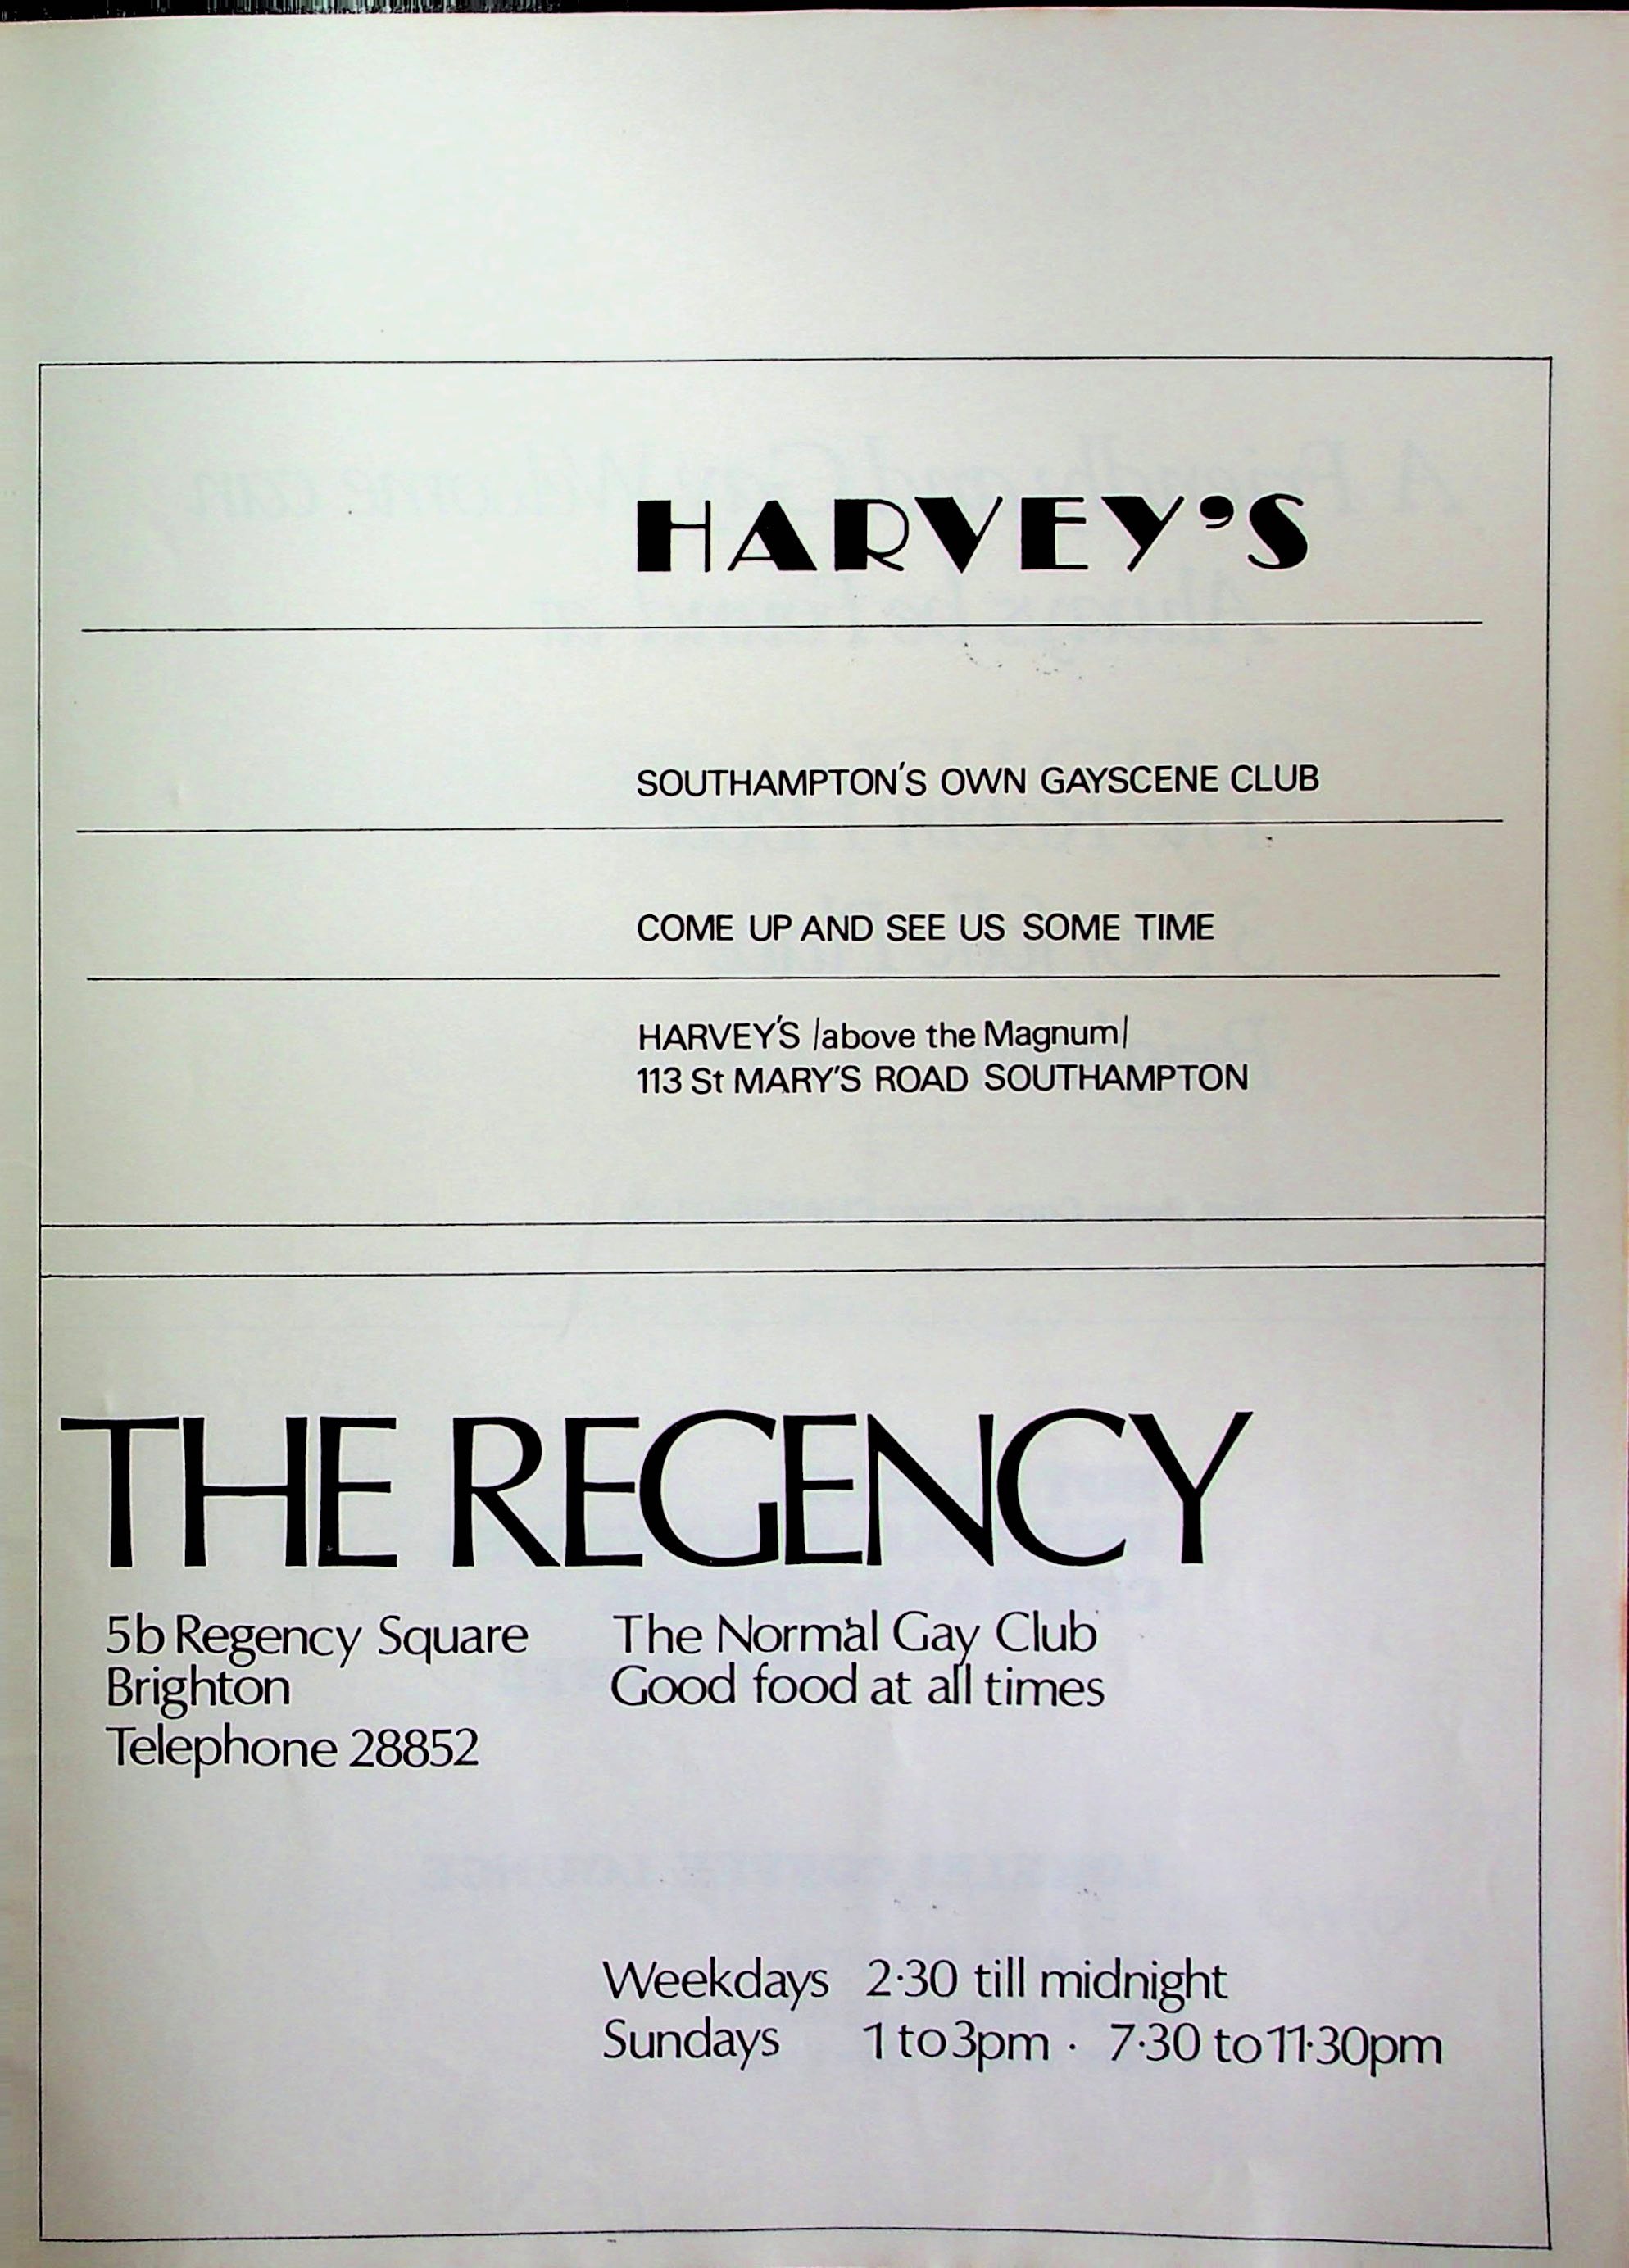 HARVEY'S
SOUTHAMPTON'S OWN GAYSCENE CLUB
COME UP AND SEE US SOME TIME
HARVEY'S /above the Magnum/
113 St MARY'S ROAD SOUTHAMPTON
THE REGENCY
5b Regency Square
Brighton
Telephone 28852
The Normal Gay Club
Good food at all times
Weekdays 2·30 till midnight
Sundays 1 to 3pm · 7·30 to 11·30pm